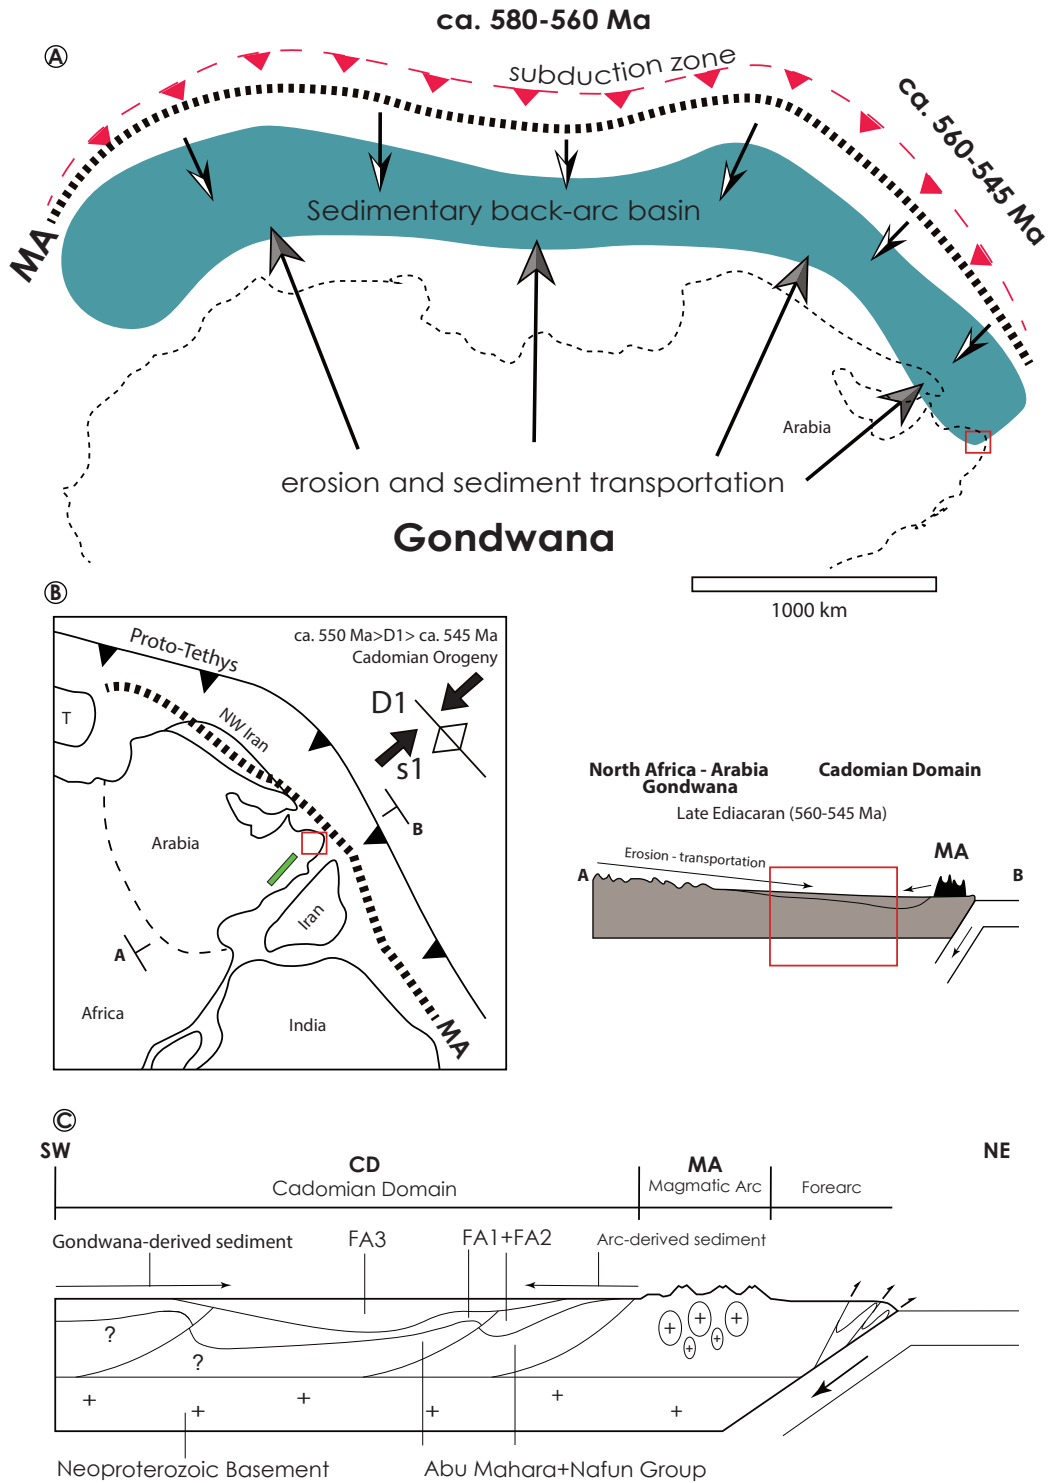 ca. 580-560 Ma
A
subduction zone
ca. 560-545 Ma
MA
Sedimentary back-arc basin
Arabia
erosion and sediment transportation
Gondwana
1000 km
B
Proto-Tethys
ca. 550 Ma>D1> ca. 545 Ma
Cadomian Orogeny
T
NW Iran
D1
s1
B
Arabia
Iran
A
Africa
India
MA
North Africa - Arabia
Gondwana
Cadomian Domain
Late Ediacaran (560-545 Ma)
Erosion - transportation
MA
A
B
C
SW
NE
CD
Cadomian Domain
MA
Magmatic Arc
Forearc
Gondwana-derived sediment
FA3
FA1+FA2
Arc-derived sediment
?
?
+ + + + +
+ + + + + +
Neoproterozoic Basement
Abu Mahara+Nafun Group